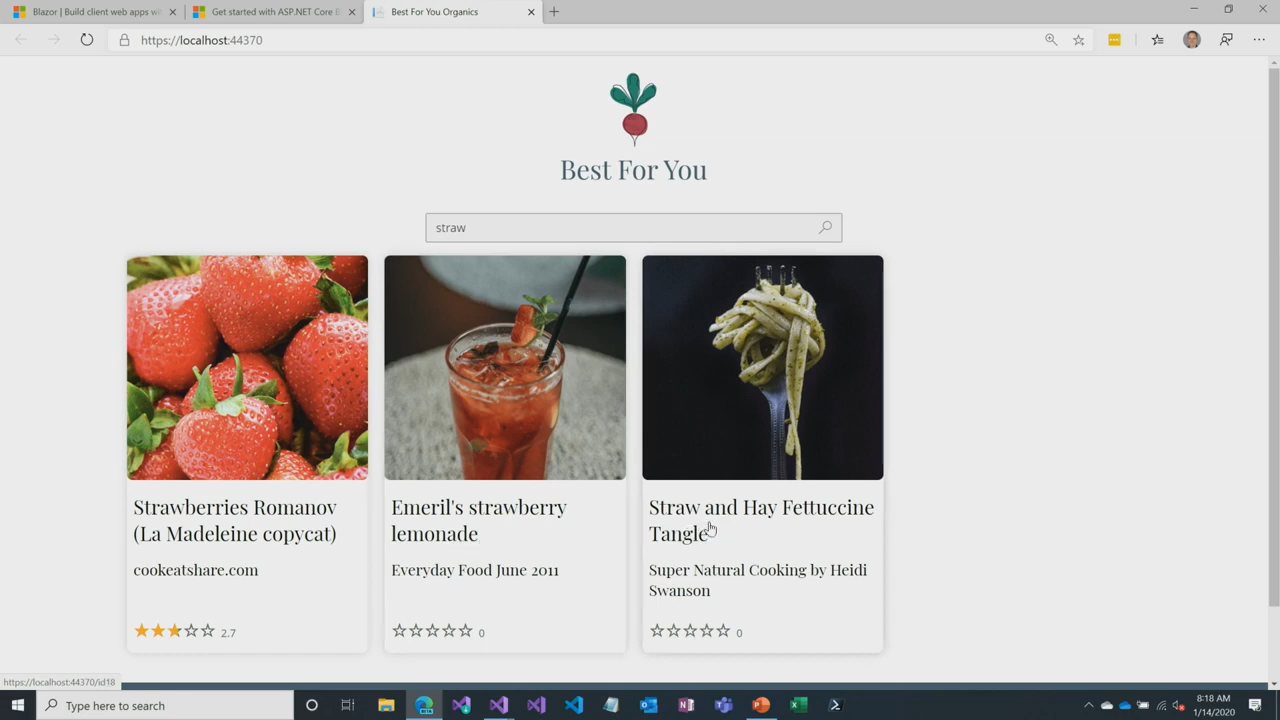 Blazor | Build client web apps wi
Get started with ASP.NET Core B
Best For You Organics
https://localhost:44370
Best For You
straw
Strawberries Romanov
(La Madeleine copycat)
cookeatshare.com
2.7
Emeril's strawberry
lemonade
Everyday Food June 2011
0
Straw and Hay Fettuccine
Tangle
Super Natural Cooking by Heidi
Swanson
0
https://localhost:44370/id18
Type here to search
8:18 AM
1/14/2020